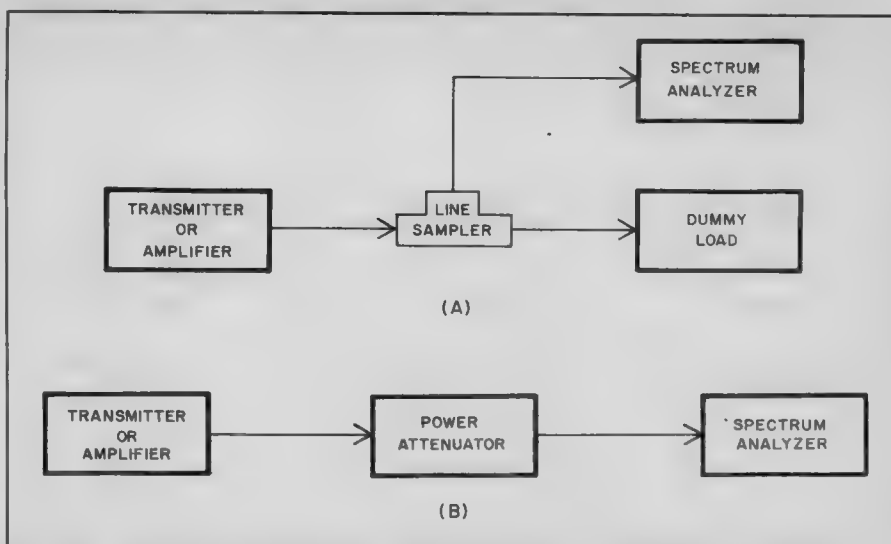 SPECTRUM
ANALYZER
TRANSMITTER
OR
AMPLIFIER
LINE
SAMPLER
DUMMY
LOAD
(A)
TRANSMITTER
OR
AMPLIFIER
POWER
ATTENUATOR
SPECTRUM
ANALYZER
(B)